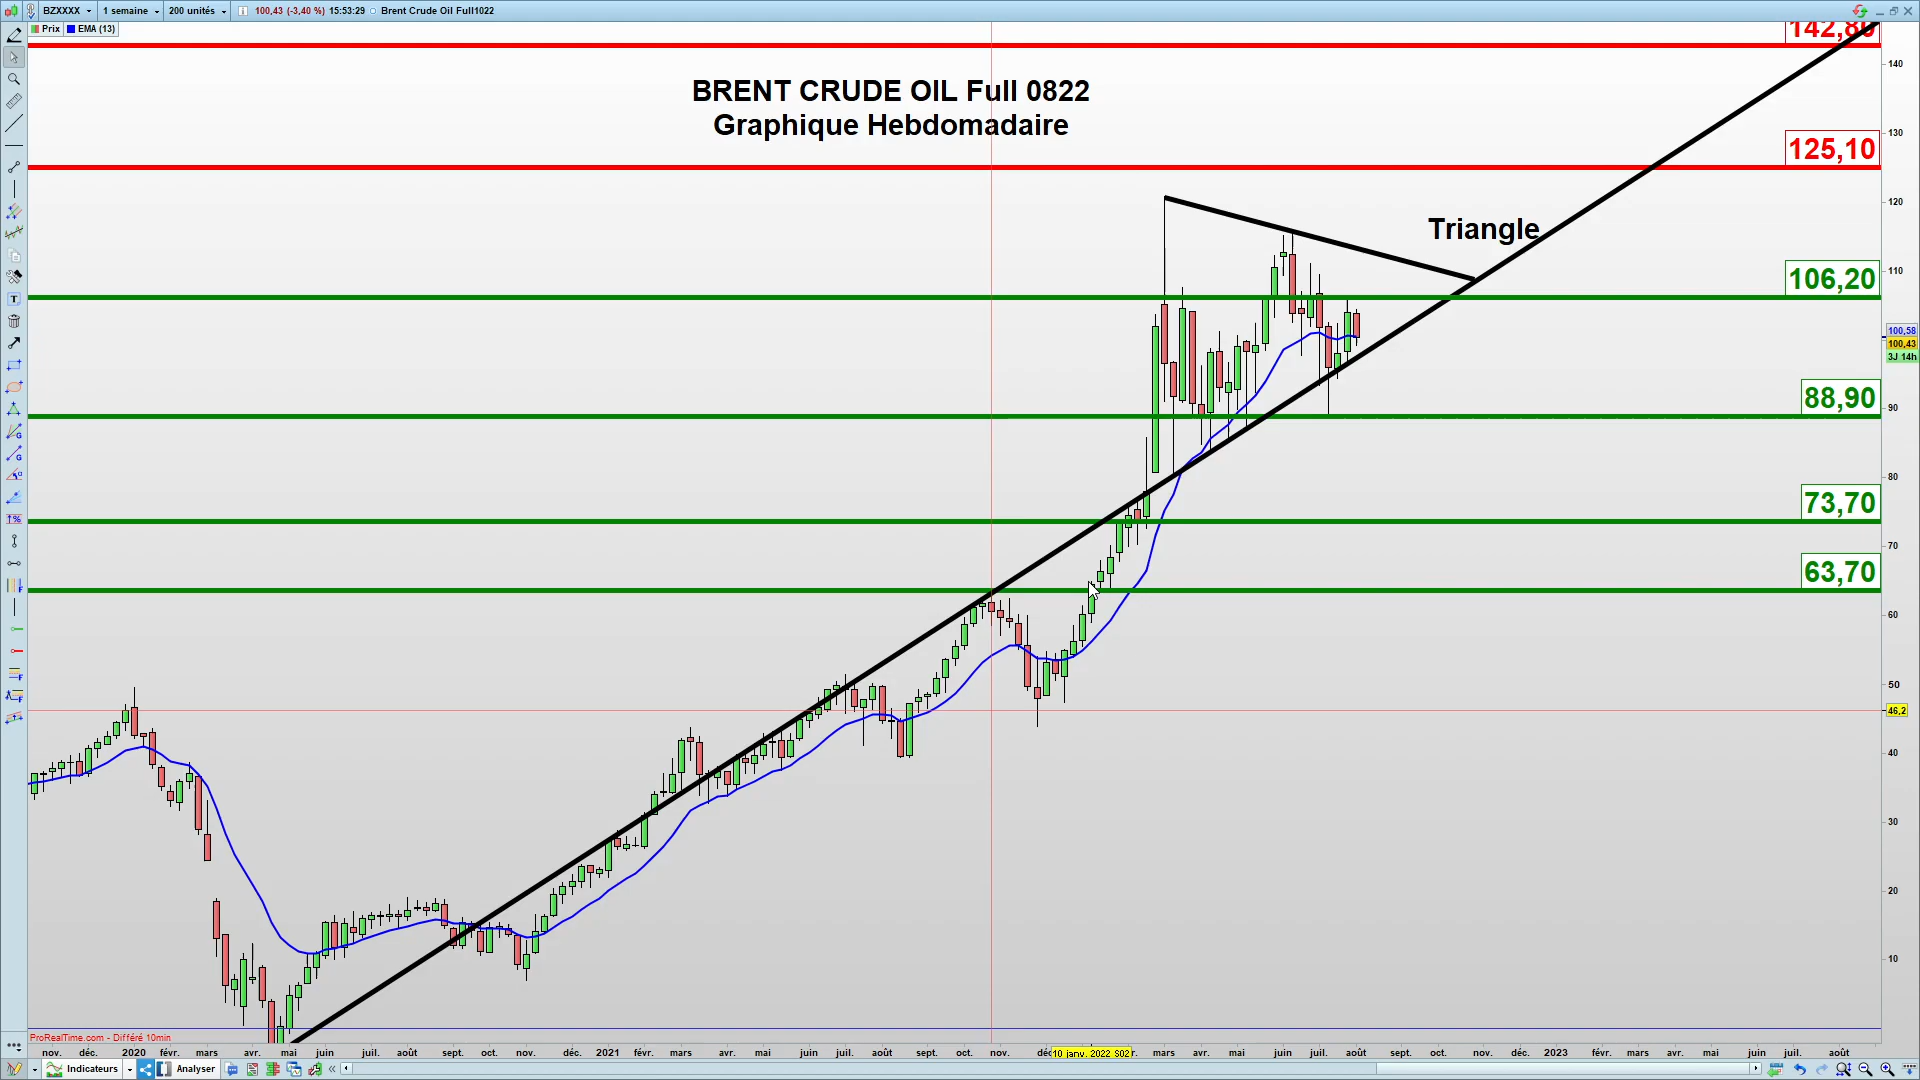 BZXXXX 1 semaine 200 unités 100,43 (-3,40 %) 15:53:29 Brent Crude Oil Full1022
Prix EMA (13)
142,80
140
BRENT CRUDE OIL Full 0822
Graphique Hebdomadaire
130
125,10
120
Triangle
110
106,20
100,58
100,43
3J 14h
88,90
90
80
73,70
70
63,70
60
50
46,2
40
30
20
10
ProRealTime.com - Différé 10min
nov. déc. 2020 févr. mars avr. mai juin juil. août sept. oct. nov. déc. 2021 févr. mars avr. mai juin juil. août sept. oct. nov. 10 janv. 2022 S02 mars avr. mai juin juil. août sept. oct. nov. déc. 2023 févr. mars avr. mai juin juil. août
Indicateurs Analyser